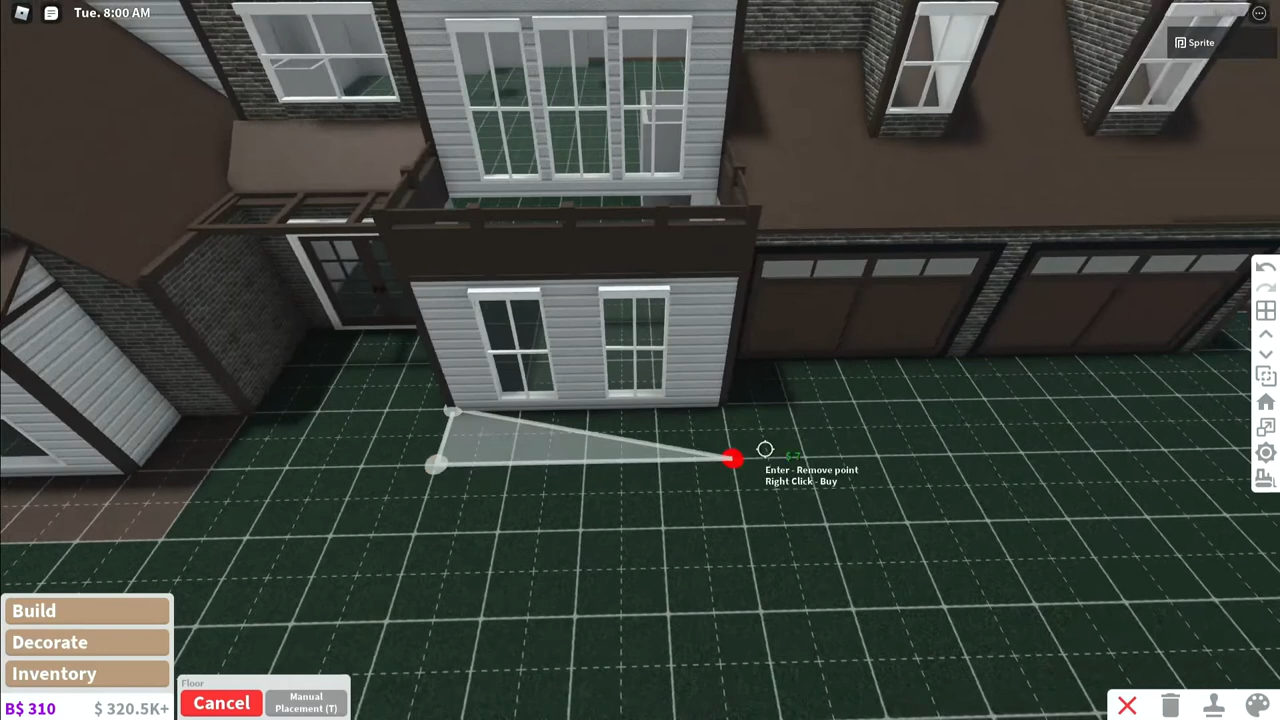 Tue. 8:00 AM
Sprite
$-7
Enter - Remove point
Right Click - Buy
Build
Decorate
Inventory
B$ 310
$ 320.5K+
Floor
Cancel
Manual
Placement (T)